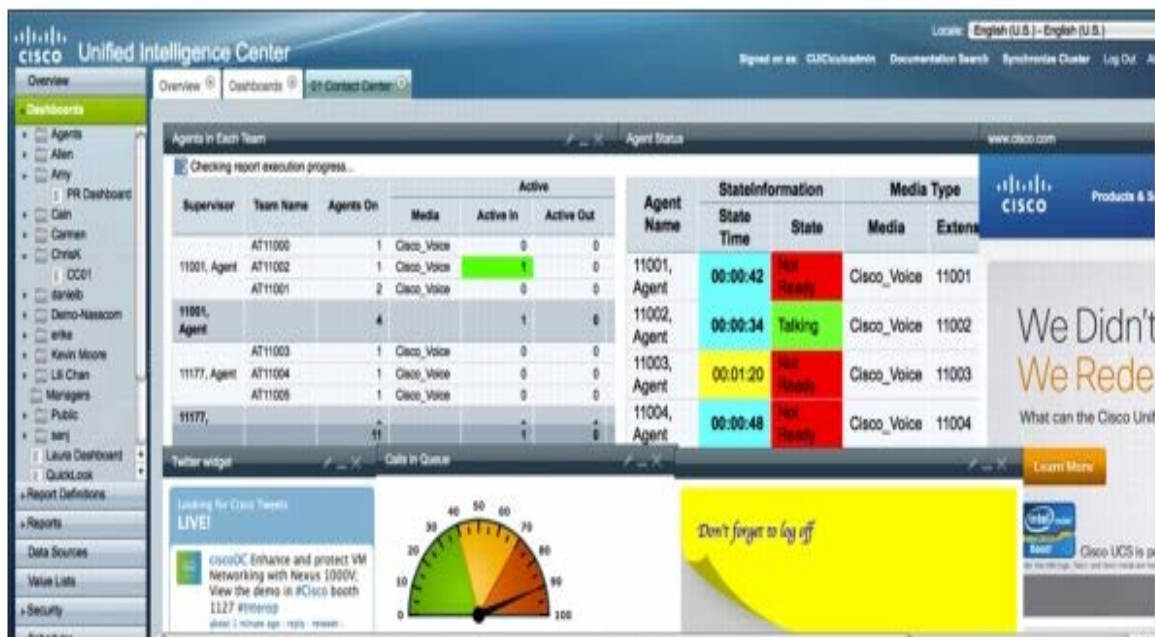 CISCO Unified Intelligence Center
Locale: English (U.S.) - English (U.S.)
Signed on as: Documentation Search Synchronize Cluster Log Out
Overview
Dashboards
Agents
Allen
Amy
PR Dashboard
Cain
Carmen
ChrisK
CC01
danielb
Demo-Nasscom
erika
Kevin Moore
Lili Chan
Managers
Public
sanj
Laura Dashboard
QuickLook
Report Definitions
Reports
Data Sources
Value Lists
Security
Overview Dashboards 01 Contact Center
Agents in Each Team
Checking report execution progress...
Active
Supervisor Team Name Agents On Media Active In Active Out
AT11000 1 Cisco_Voice 0 0
11001, Agent AT11002 1 Cisco_Voice 1 0
AT11001 2 Cisco_Voice 0 0
11001, Agent 4 1 0
AT11003 1 Cisco_Voice 0 0
11177, Agent AT11004 1 Cisco_Voice 0 0
AT11005 1 Cisco_Voice 0 0
11177,
11 1 0
Agent Status
Agent Name StateInformation Media Type
State Time State Media Extens
11001, Agent 00:00:42 Not Ready Cisco_Voice 11001
11002, Agent 00:00:34 Talking Cisco_Voice 11002
11003, Agent 00:01:20 Not Ready Cisco_Voice 11003
11004, Agent 00:00:48 Not Ready Cisco_Voice 11004
www.cisco.com
CISCO Products & S
We Didn't
We Rede
What can the Cisco Unif
Learn More
intel
Cisco UCS is p
Twitter widget
Looking for Cisco Tweets
LIVE!
ciscoDC Enhance and protect VM
Networking with Nexus 1000V.
View the demo in #Cisco booth
1127 #Interop
about 1 minute ago · reply ·
Calls in Queue
0 10 20 30 40 50 60 70 80 90 100
Don't forget to log off